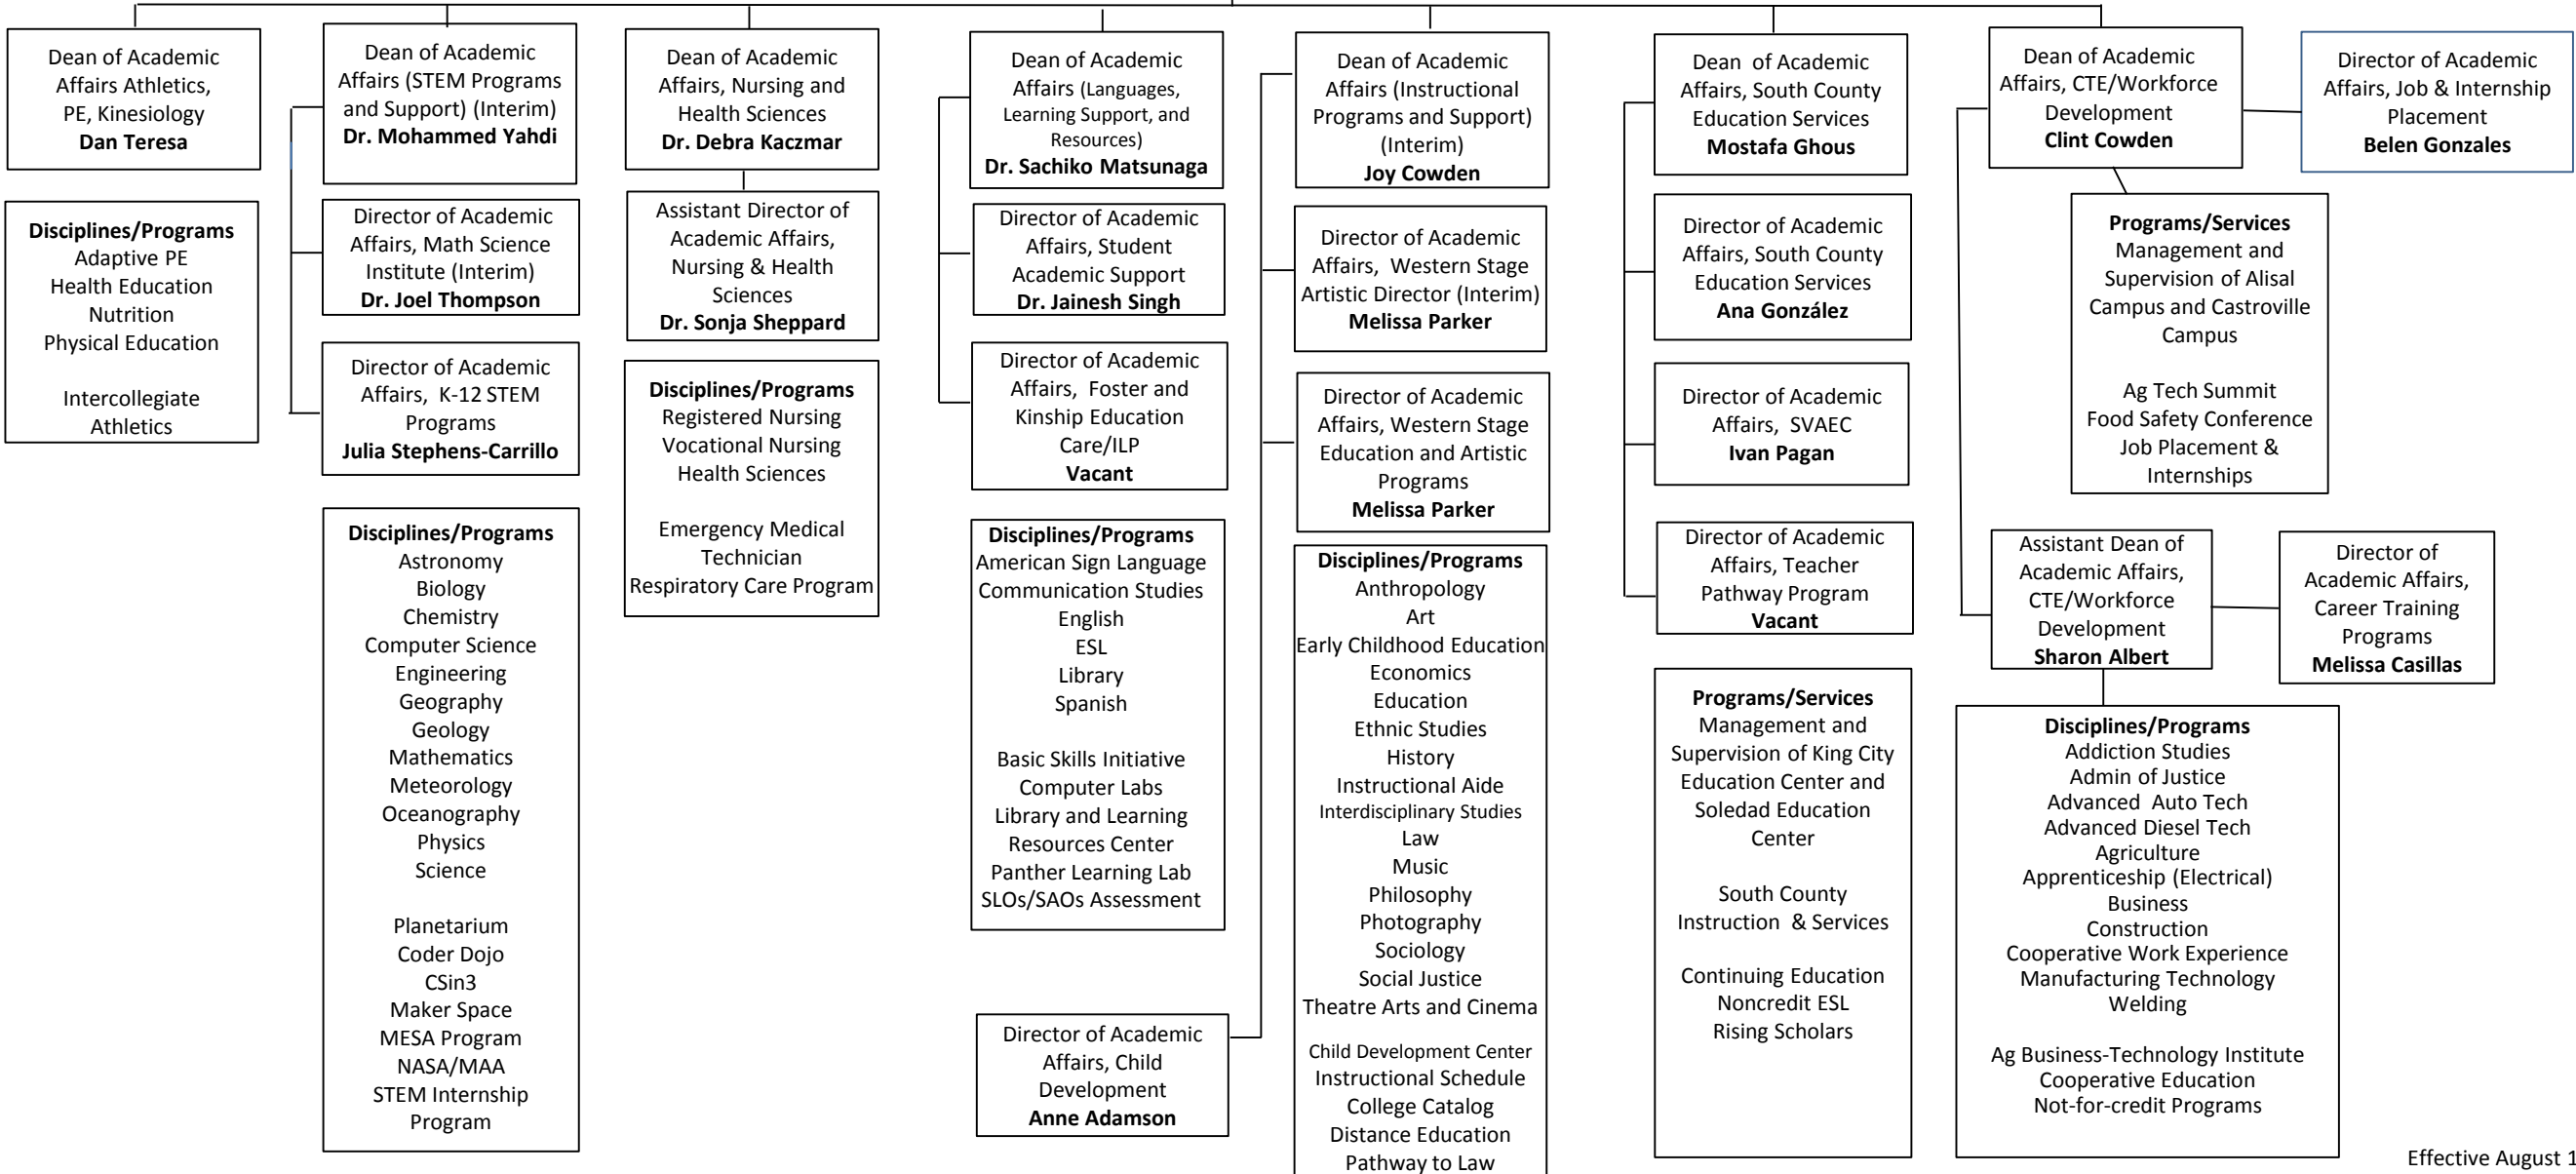 Dean of Academic
Affairs Athletics,
PE, Kinesiology
Dan Teresa
Disciplines/Programs
Adaptive PE
Health Education
Nutrition
Physical Education
Intercollegiate
Athletics
Dean of Academic
Affairs (STEM Programs
and Support) (Interim)
Dr. Mohammed Yahdi
Director of Academic
Affairs, Math Science
Institute (Interim)
Dr. Joel Thompson
Director of Academic
Affairs, K-12 STEM
Programs
Julia Stephens-Carrillo
Disciplines/Programs
Astronomy
Biology
Chemistry
Computer Science
Engineering
Geography
Geology
Mathematics
Meteorology
Oceanography
Physics
Science
Planetarium
Coder Dojo
CSin3
Maker Space
MESA Program
NASA/MAA
STEM Internship
Program
Dean of Academic
Affairs, Nursing and
Health Sciences
Dr. Debra Kaczmar
Assistant Director of
Academic Affairs,
Nursing & Health
Sciences
Dr. Sonja Sheppard
Disciplines/Programs
Registered Nursing
Vocational Nursing
Health Sciences
Emergency Medical
Technician
Respiratory Care Program
Dean of Academic
Affairs (Languages,
Learning Support, and
Resources)
Dr. Sachiko Matsunaga
Director of Academic
Affairs, Student
Academic Support
Dr. Jainesh Singh
Director of Academic
Affairs, Foster and
Kinship Education
Care/ILP
Vacant
Disciplines/Programs
American Sign Language
Communication Studies
English
ESL
Library
Spanish
Basic Skills Initiative
Computer Labs
Library and Learning
Resources Center
Panther Learning Lab
SLOs/SAOs Assessment
Director of Academic
Affairs, Child
Development
Anne Adamson
Dean of Academic
Affairs (Instructional
Programs and Support)
(Interim)
Joy Cowden
Director of Academic
Affairs, Western Stage
Artistic Director (Interim)
Melissa Parker
Director of Academic
Affairs, Western Stage
Education and Artistic
Programs
Melissa Parker
Disciplines/Programs
Anthropology
Art
Early Childhood Education
Economics
Education
Ethnic Studies
History
Instructional Aide
Interdisciplinary Studies
Law
Music
Philosophy
Photography
Sociology
Social Justice
Theatre Arts and Cinema
Child Development Center
Instructional Schedule
College Catalog
Distance Education
Pathway to Law
Dean of Academic
Affairs, South County
Education Services
Mostafa Ghous
Director of Academic
Affairs, South County
Education Services
Ana González
Director of Academic
Affairs, SVAEC
Ivan Pagan
Director of Academic
Affairs, Teacher
Pathway Program
Vacant
Programs/Services
Management and
Supervision of King City
Education Center and
Soledad Education
Center
South County
Instruction & Services
Continuing Education
Noncredit ESL
Rising Scholars
Dean of Academic
Affairs, CTE/Workforce
Development
Clint Cowden
Director of Academic
Affairs, Job & Internship
Placement
Belen Gonzales
Programs/Services
Management and
Supervision of Alisal
Campus and Castroville
Campus
Ag Tech Summit
Food Safety Conference
Job Placement &
Internships
Assistant Dean of
Academic Affairs,
CTE/Workforce
Development
Sharon Albert
Director of
Academic Affairs,
Career Training
Programs
Melissa Casillas
Disciplines/Programs
Addiction Studies
Admin of Justice
Advanced Auto Tech
Advanced Diesel Tech
Agriculture
Apprenticeship (Electrical)
Business
Construction
Cooperative Work Experience
Manufacturing Technology
Welding
Ag Business-Technology Institute
Cooperative Education
Not-for-credit Programs
Effective August 1